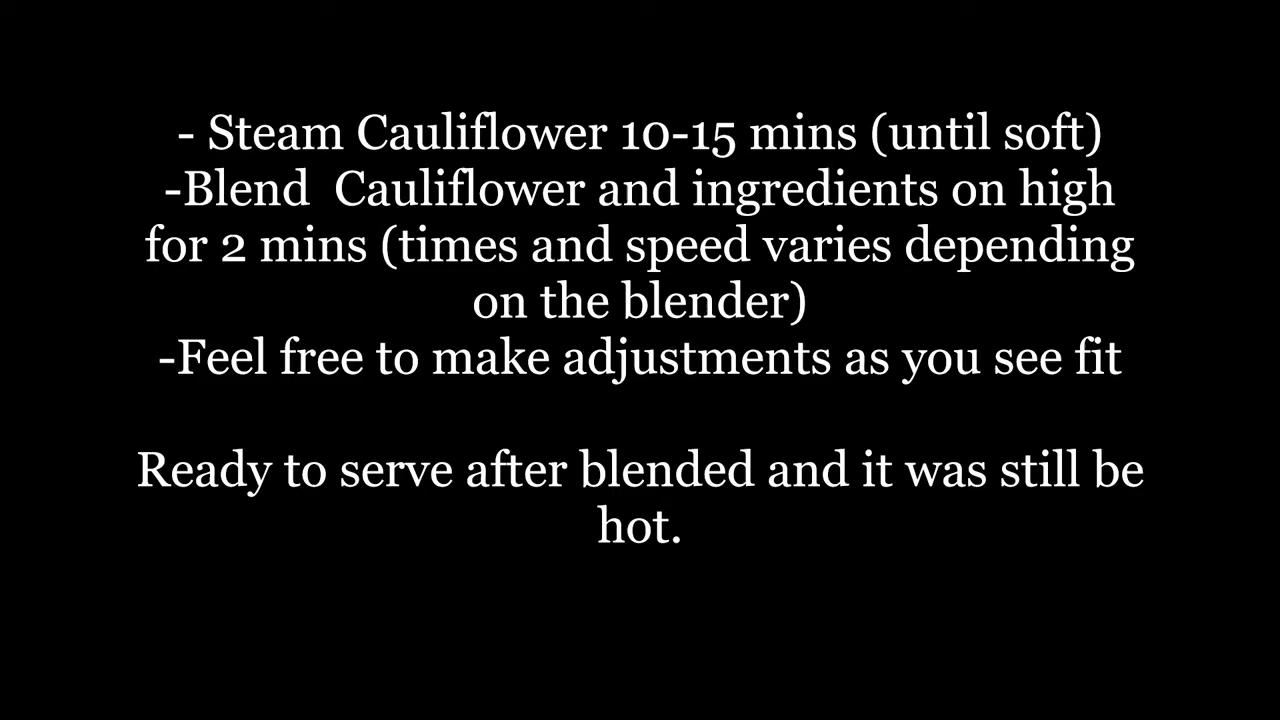 - Steam Cauliflower 10-15 mins (until soft)
-Blend  Cauliflower and ingredients on high
for 2 mins (times and speed varies depending
on the blender)
-Feel free to make adjustments as you see fit
Ready to serve after blended and it was still be
hot.